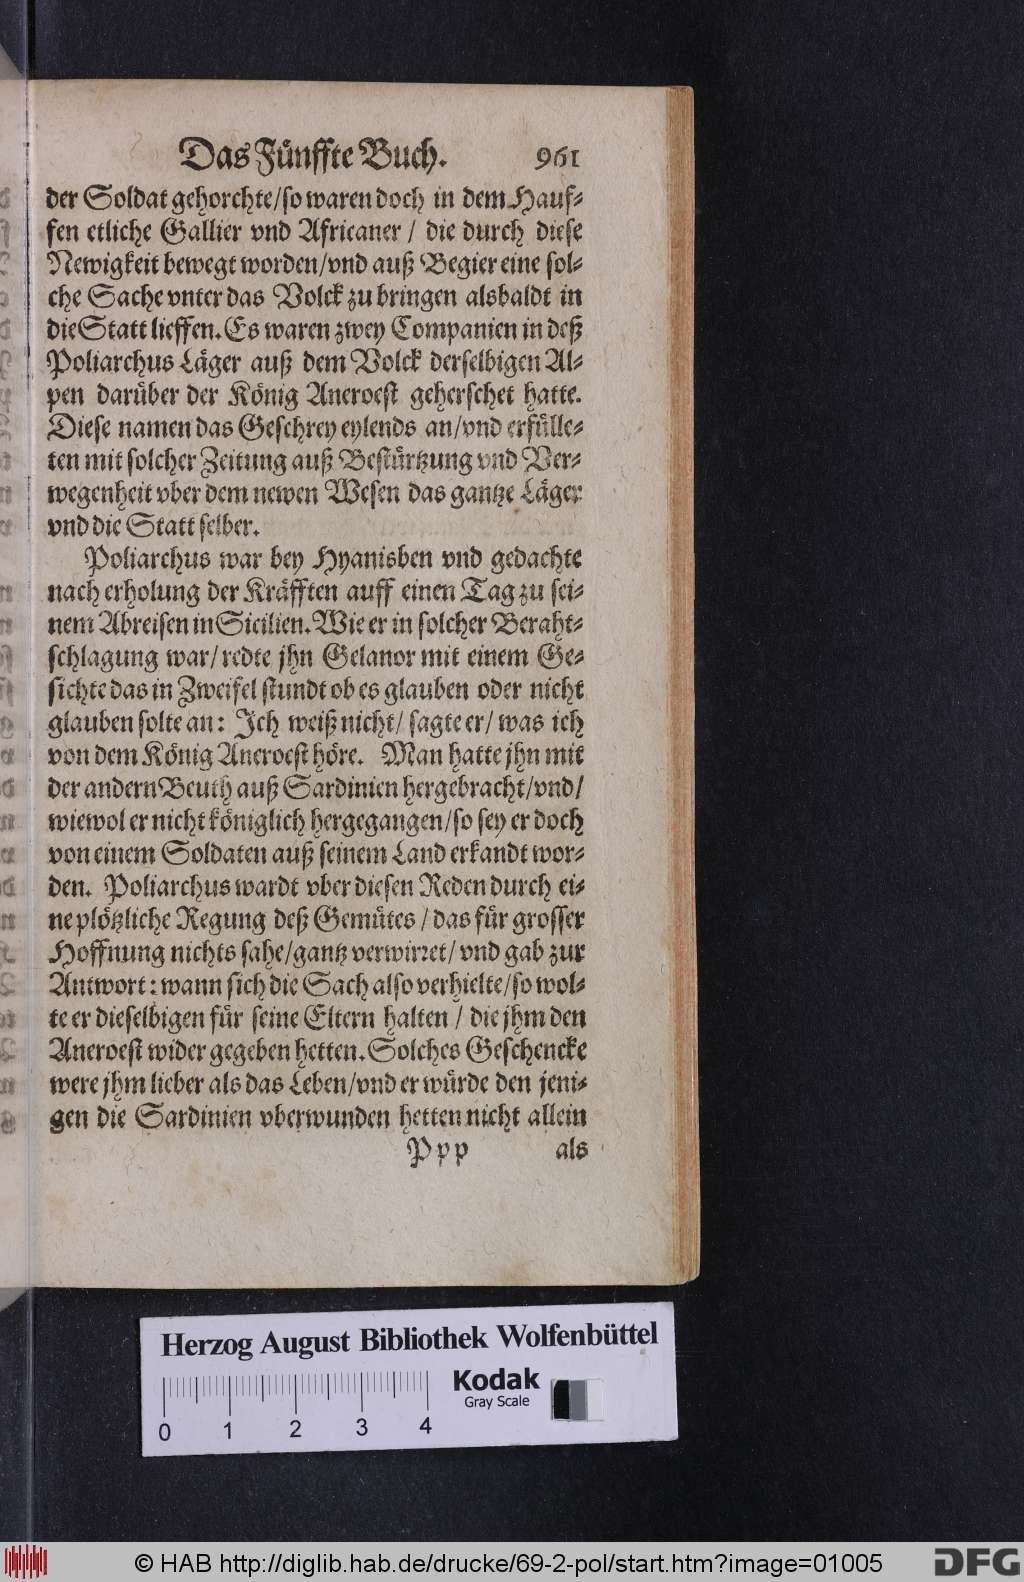 Das Fünffte Buch. 961
der Soldat gehorchte/so waren doch in dem Hauf-
fen etliche Gallier vnd Africaner / die durch diese
Newigkeit bewegt worden/vnd auß Begier eine sol-
che Sache vnter das Volck zu bringen alsbaldt in
die Statt lieffen. Es waren zwey Companien in deß
Poliarchus Läger auß dem Volck derselbigen Al-
pen darüber der König Aneroest geherschet hatte.
Diese namen das Geschrey eylends an/vnd erfülle-
ten mit solcher Zeitung auß Bestürtzung vnd Ver-
wegenheit vber dem newen Wesen das gantze Läger
vnd die Statt selber.
Poliarchus war bey Hyanisben vnd gedachte
nach erholung der Kräfften auff einen Tag zu sei-
nem Abreisen in Sicilien. Wie er in solcher Beraht-
schlagung war/ redte jhn Gelanor mit einem Ge-
sichte das in Zweifel stundt ob es glauben oder nicht
glauben solte an: Ich weiß nicht/ sagte er/ was ich
von dem König Aneroest höre. Man hatte jhn mit
der andern Beuth auß Sardinien hergebracht/vnd/
wiewol er nicht königlich hergegangen/so sey er doch
von einem Soldaten auß seinem Land erkandt wor-
den. Poliarchus wardt vber diesen Reden durch ei-
ne plötzliche Regung deß Gemütes / das für grosser
Hoffnung nichts sahe/gantz verwirret/ vnd gab zur
Antwort: wann sich die Sach also verhielte/so wol-
te er dieselbigen für seine Eltern halten / die jhm den
Aneroest wider gegeben hetten. Solches Geschencke
were jhm lieber als das Leben/vnd er würde den jeni-
gen die Sardinien vberwunden hetten nicht allein
Ppp als
Herzog August Bibliothek Wolfenbüttel
Kodak
Gray Scale
0 1 2 3 4
© HAB http://diglib.hab.de/drucke/69-2-pol/start.htm?image=01005 DFG